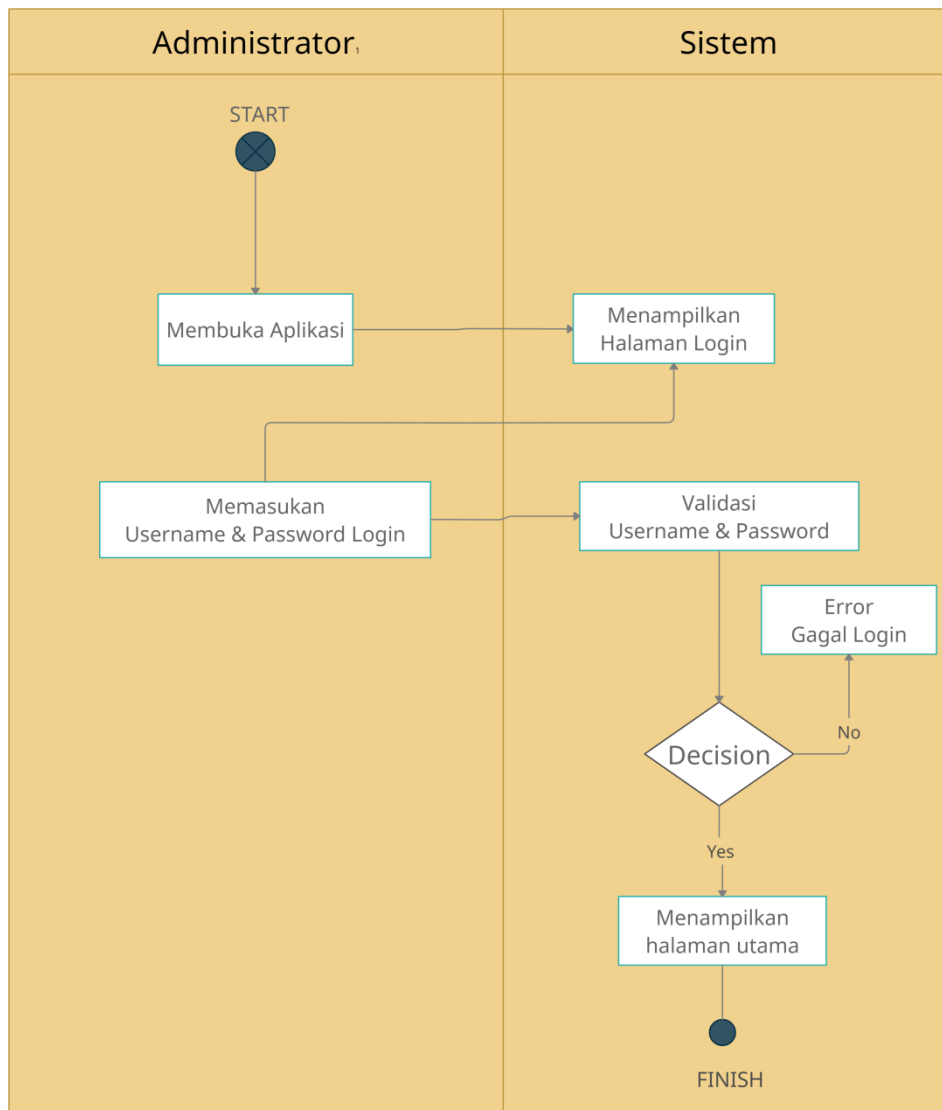 Administrator1
Sistem
START
Membuka Aplikasi
Menampilkan
Halaman Login
Memasukan
Username & Password Login
Validasi
Username & Password
Error
Gagal Login
No
Decision
Yes
Menampilkan
halaman utama
FINISH